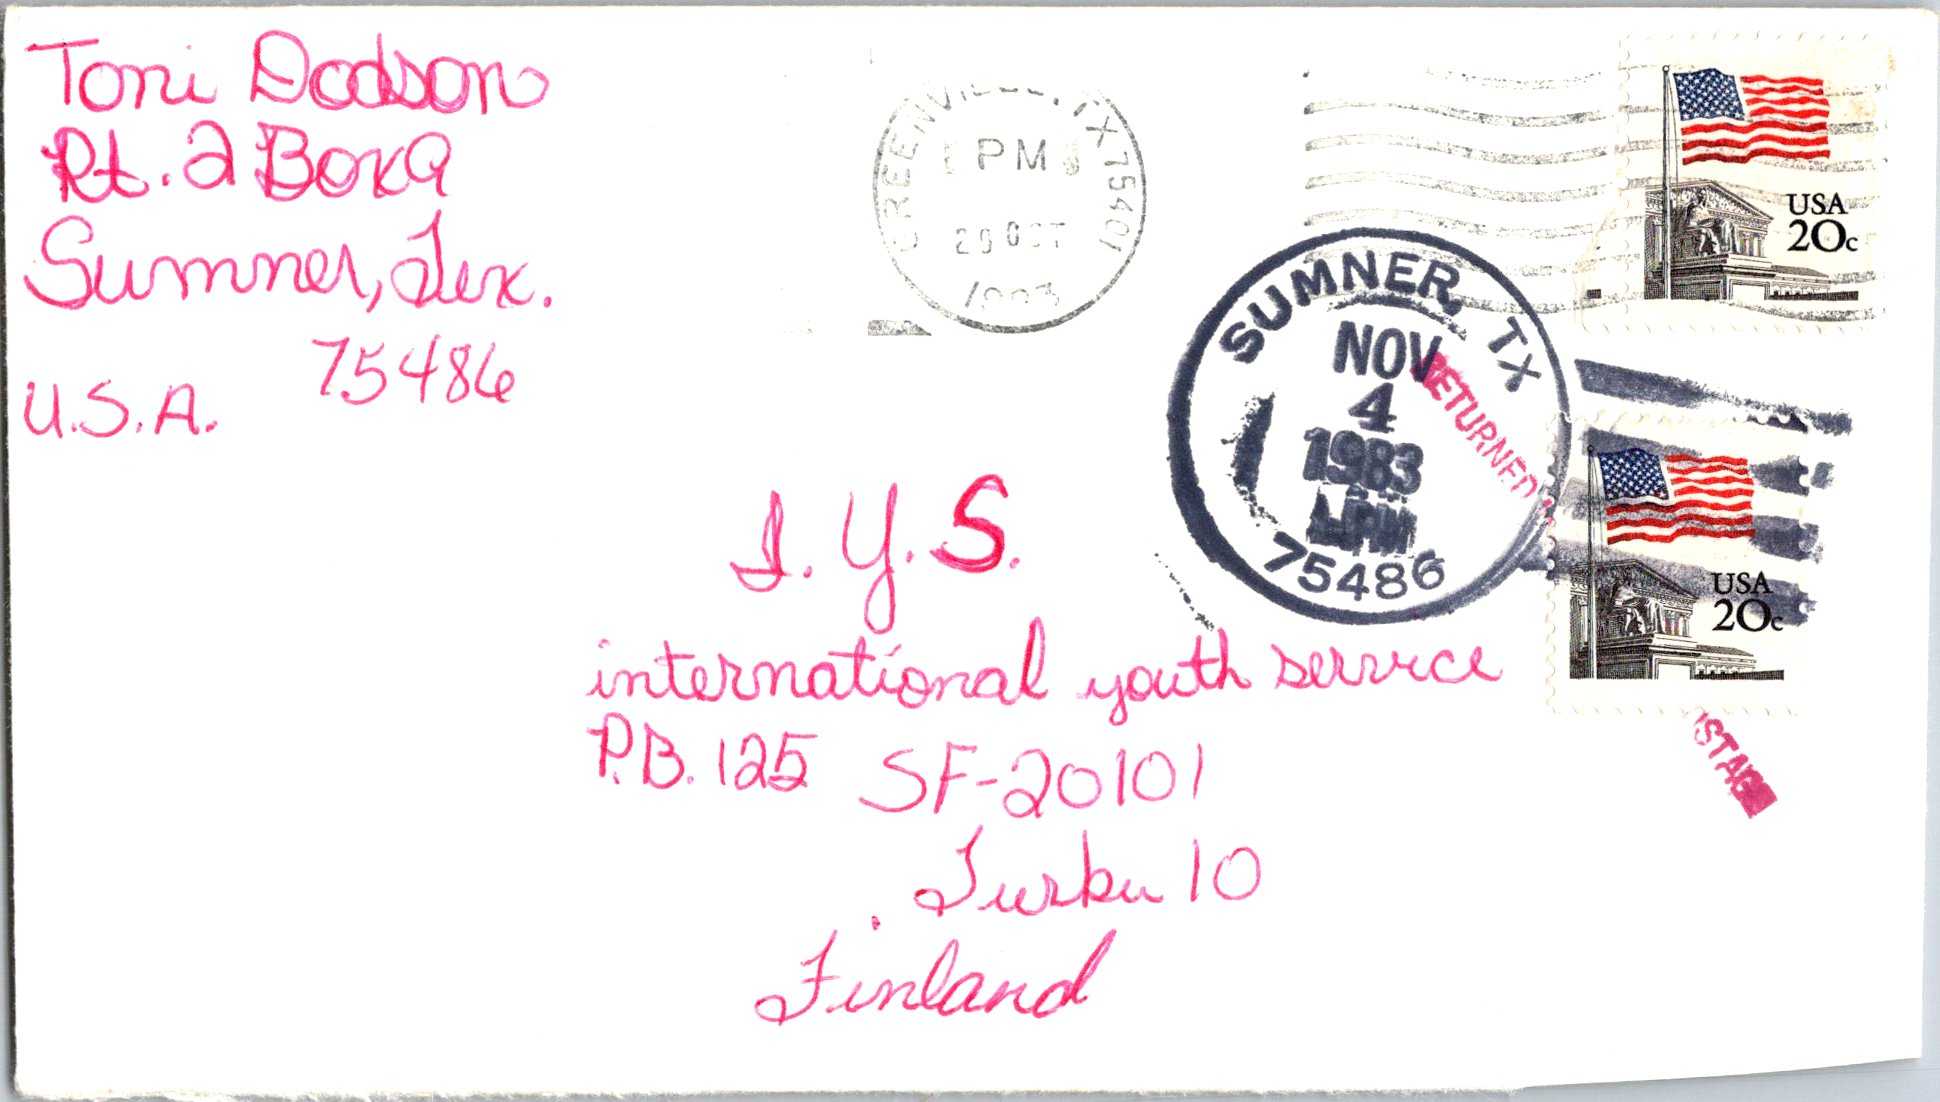 Toni Dodson
Rt. 2 Box 9
Sumner, Tex.
75486
U.S.A.
GREENVILLE, TX 75401
PM
OCT
SUMNER, TX
NOV
4
1983
75486
RETURNED
USA
20c
USA
20c
I.Y.S.
international youth service
P.B. 125 SF-20101
Turku 10
Finland